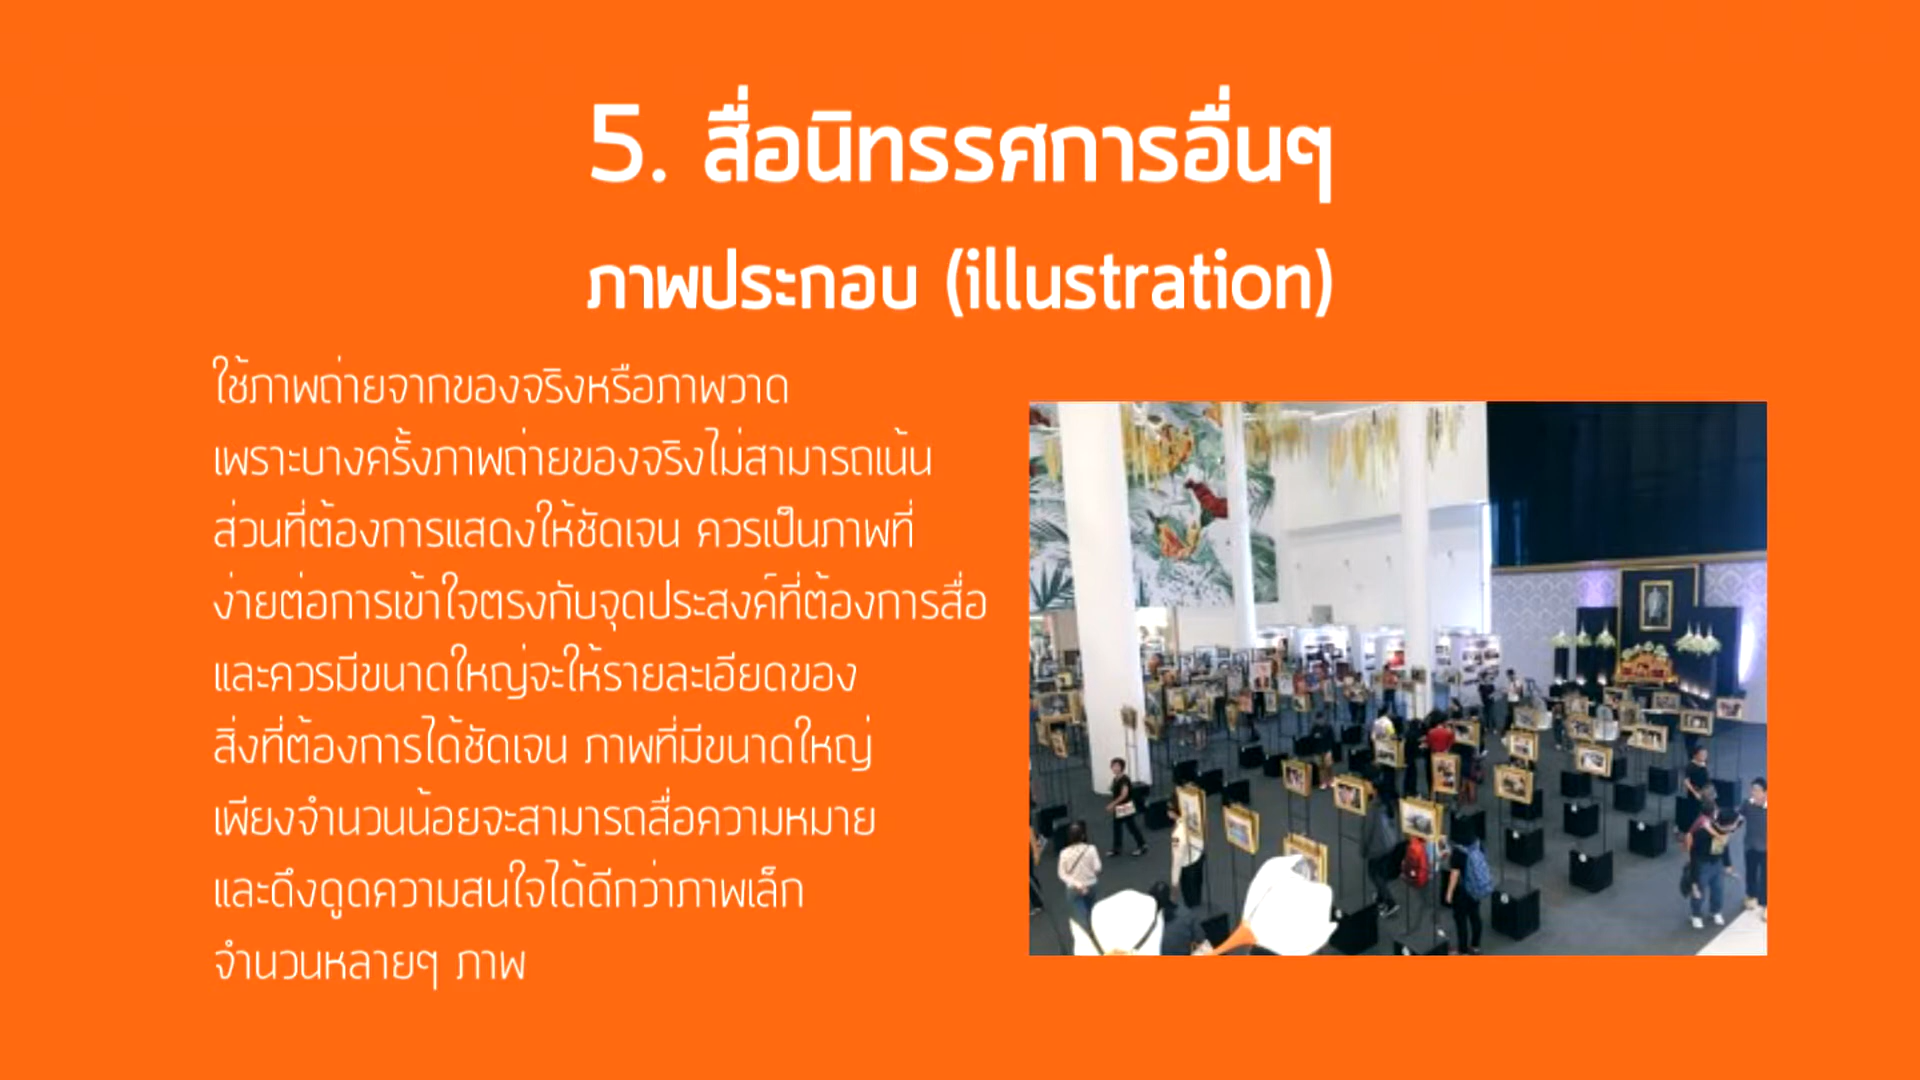 5. สื่อนิทรรศการอื่นๆ
ภาพประกอบ (illustration)
ใช้ภาพถ่ายจากของจริงหรือภาพวาด
เพราะบางครั้งภาพถ่ายของจริงไม่สามารถเน้น
ส่วนที่ต้องการแสดงให้ชัดเจน ควรเป็นภาพที่
ง่ายต่อการเข้าใจตรงกับจุดประสงค์ที่ต้องการสื่อ
และควรมีขนาดใหญ่จะให้รายละเอียดของ
สิ่งที่ต้องการได้ชัดเจน ภาพที่มีขนาดใหญ่
เพียงจำนวนน้อยจะสามารถสื่อความหมาย
และดึงดูดความสนใจได้ดีกว่าภาพเล็ก
จำนวนหลายๆ ภาพ